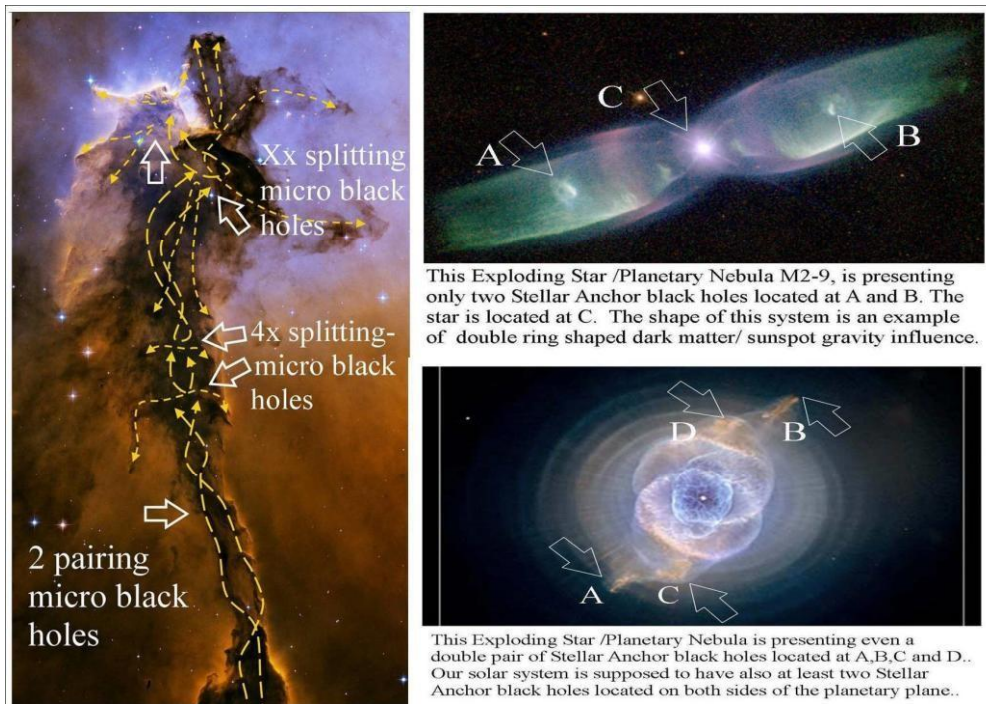 Xx splitting
micro black
holes
4x splitting-
micro black
holes
2 pairing
micro black
holes
C
A
B
This Exploding Star /Planetary Nebula M2-9, is presenting
only two Stellar Anchor black holes located at A and B. The
star is located at C.  The shape of this system is an example
of  double ring shaped dark matter/ sunspot gravity influence.
D
B
A
C
This Exploding Star /Planetary Nebula is presenting even a
double pair of Stellar Anchor black holes located at A,B,C and D..
Our solar system is supposed to have also at least two Stellar
Anchor black holes located on both sides of the planetary plane..